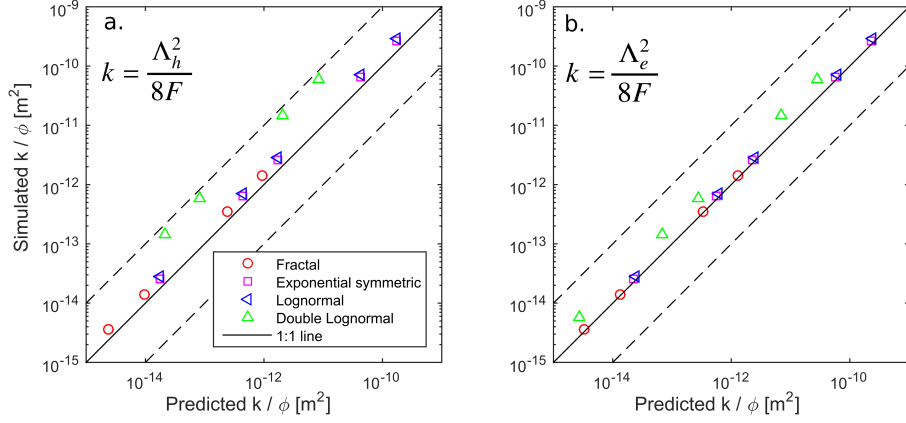 a.
k = Λ_h^2 / 8F
Simulated k / ϕ [m²]
10⁻⁹
10⁻¹⁰
10⁻¹¹
10⁻¹²
10⁻¹³
10⁻¹⁴
10⁻¹⁵
Fractal
Exponential symmetric
Lognormal
Double Lognormal
1:1 line
10⁻¹⁴
10⁻¹²
10⁻¹⁰
Predicted k / ϕ [m²]
b.
k = Λ_e^2 / 8F
10⁻⁹
10⁻¹⁰
10⁻¹¹
10⁻¹²
10⁻¹³
10⁻¹⁴
10⁻¹⁵
10⁻¹⁴
10⁻¹²
10⁻¹⁰
Predicted k / ϕ [m²]